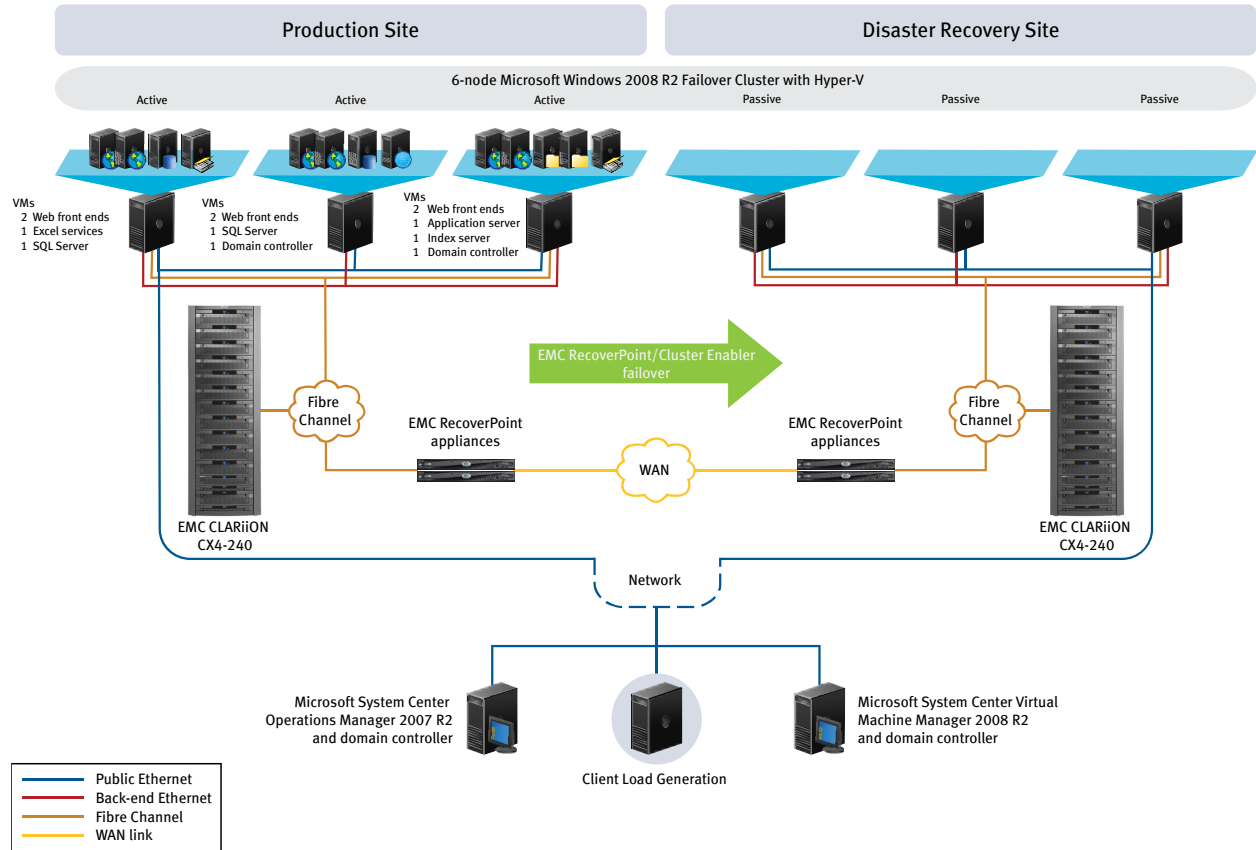 Production Site
Disaster Recovery Site
6-node Microsoft Windows 2008 R2 Failover Cluster with Hyper-V
Active
Active
Active
Passive
Passive
Passive
VMs
2 Web front ends
1 Excel services
1 SQL Server
VMs
2 Web front ends
1 SQL Server
1 Domain controller
VMs
2 Web front ends
1 Application server
1 Index server
1 Domain controller
EMC RecoverPoint/Cluster Enabler
failover
Fibre
Channel
Fibre
Channel
EMC RecoverPoint
appliances
EMC RecoverPoint
appliances
WAN
EMC CLARiiON
CX4-240
EMC CLARiiON
CX4-240
Network
Microsoft System Center
Operations Manager 2007 R2
and domain controller
Client Load Generation
Microsoft System Center Virtual
Machine Manager 2008 R2
and domain controller
Public Ethernet
Back-end Ethernet
Fibre Channel
WAN link